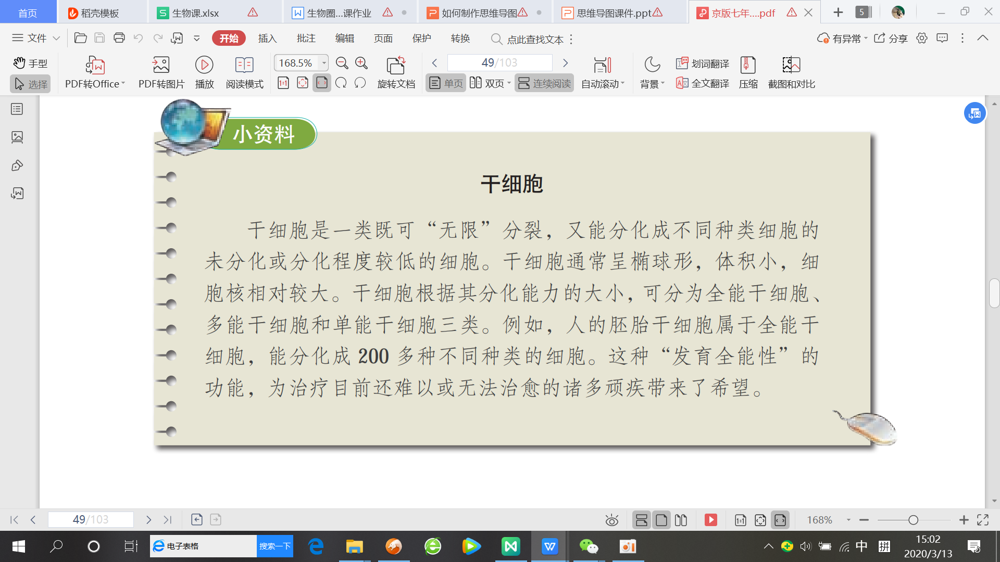 首页 稻壳模板 生物课.xlsx 生物圈...课作业 如何制作思维导图 思维导图课件.ppt 京版七年....pdf 5
文件 开始 插入 批注 编辑 页面 保护 转换 点此查找文本 有异常 分享
手型 168.5% 49/103 划词翻译
选择 PDF转Office PDF转图片 播放 阅读模式 旋转文档 单页 双页 连续阅读 自动滚动 背景 全文翻译 压缩 截图和对比
小资料
干细胞
干细胞是一类既可“无限”分裂，又能分化成不同种类细胞的
未分化或分化程度较低的细胞。干细胞通常呈椭球形，体积小，细
胞核相对较大。干细胞根据其分化能力的大小，可分为全能干细胞、
多能干细胞和单能干细胞三类。例如，人的胚胎干细胞属于全能干
细胞，能分化成 200 多种不同种类的细胞。这种“发育全能性”的
功能，为治疗目前还难以或无法治愈的诸多顽疾带来了希望。
49/103 168%
电子表格 搜索一下 中 拼 15:02
2020/3/13